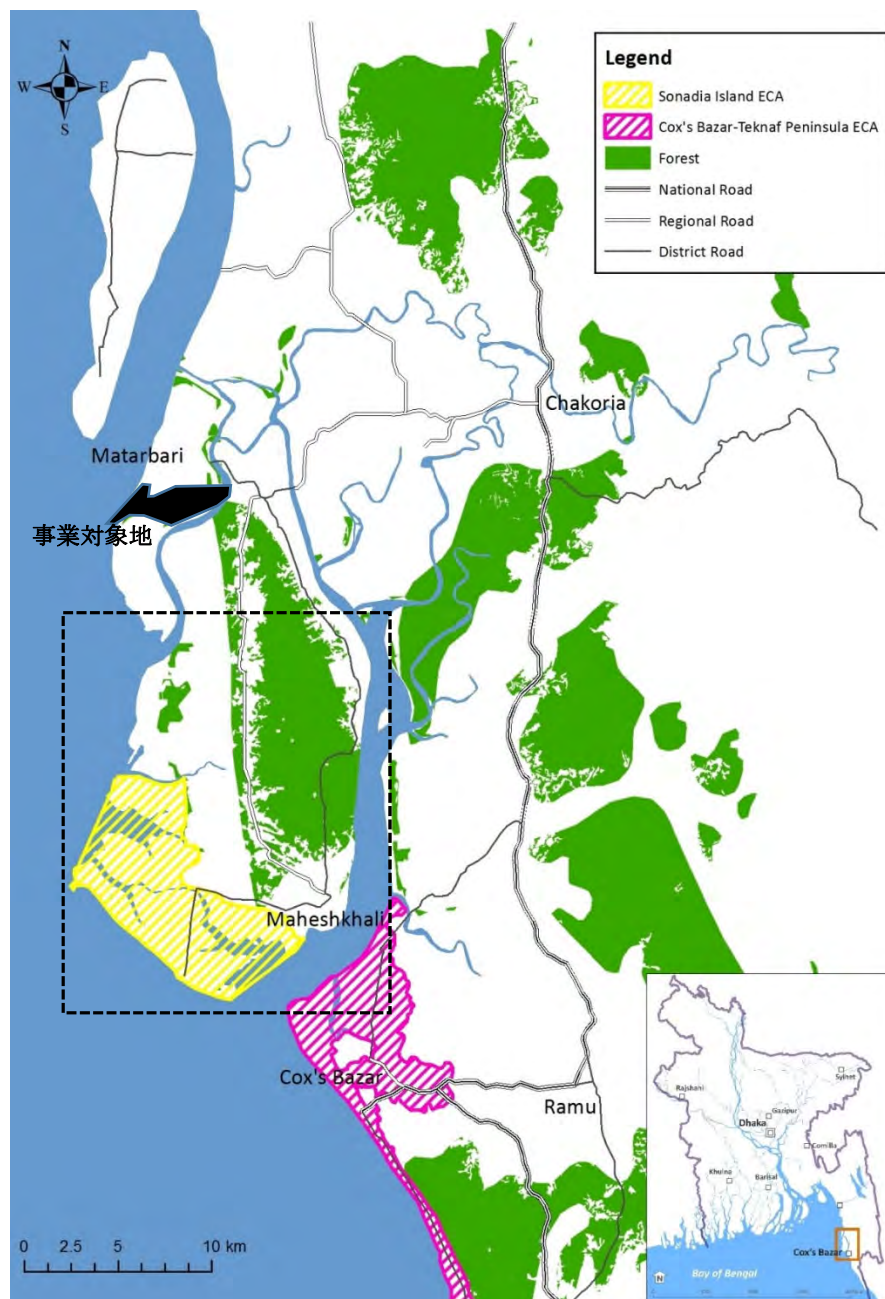 N
W
E
S
Legend
Sonadia Island ECA
Cox's Bazar-Teknaf Peninsula ECA
Forest
National Road
Regional Road
District Road
Chakoria
Matarbari
事業対象地
Maheshkhali
Cox's Bazar
Ramu
0 2.5 5 10 km
Rajshahi
Sylhet
Gazipur
Dhaka
Comilla
Khulna
Barisal
Cox's Bazar
Bay of Bengal
N